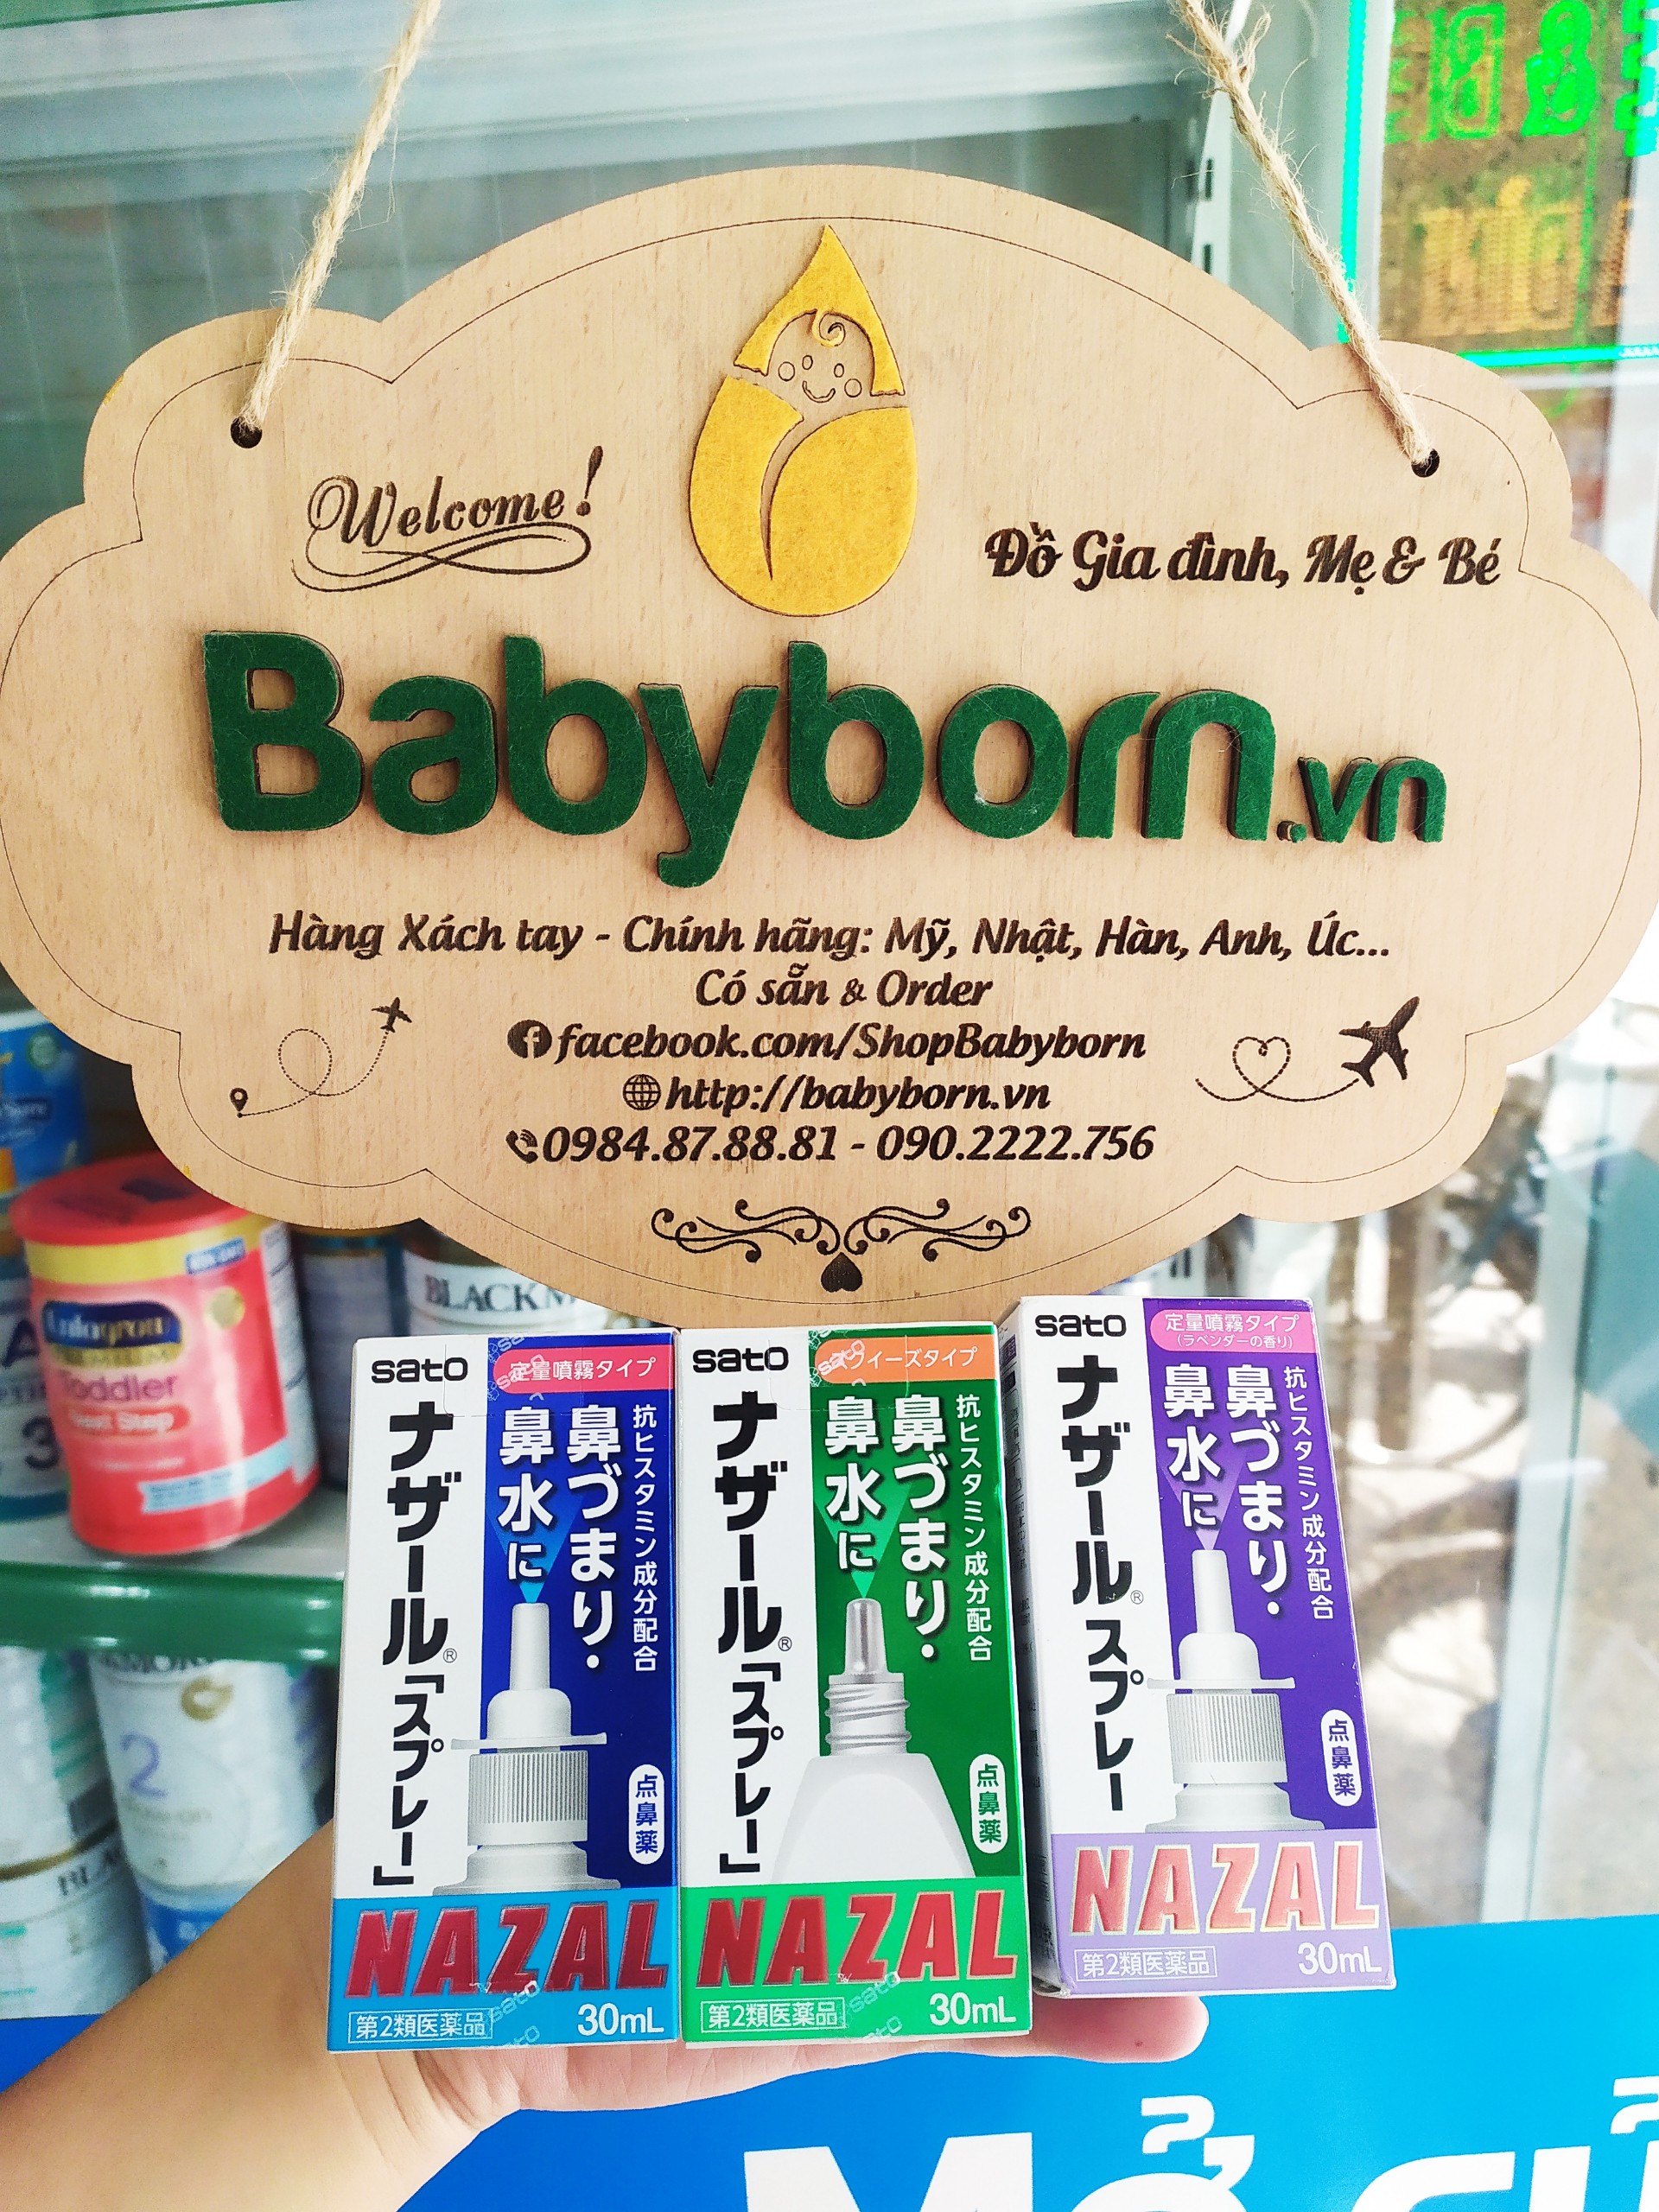 Welcome!
Đồ Gia đình, Mẹ & Bé
Babyborn.vn
Hàng Xách tay - Chính hãng: Mỹ, Nhật, Hàn, Anh, Úc...
Có sẵn & Order
facebook.com/ShopBabyborn
http://babyborn.vn
0984.87.88.81 - 090.2222.756
Enfagrow
Toddler
Next Step
BLACKM
3
2
sato
定量噴霧タイプ
抗ヒスタミン成分配合
鼻づまり・
鼻水に
ナザール®「スプレー」
点鼻薬
NAZAL
第2類医薬品
30mL
sato
クイーズタイプ
抗ヒスタミン成分配合
鼻づまり・
鼻水に
ナザール®「スプレー」
点鼻薬
NAZAL
第2類医薬品
30mL
sato
定量噴霧タイプ
(ラベンダーの香り)
抗ヒスタミン成分配合
鼻づまり・
鼻水に
ナザール®スプレー
点鼻薬
NAZAL
第2類医薬品
30mL